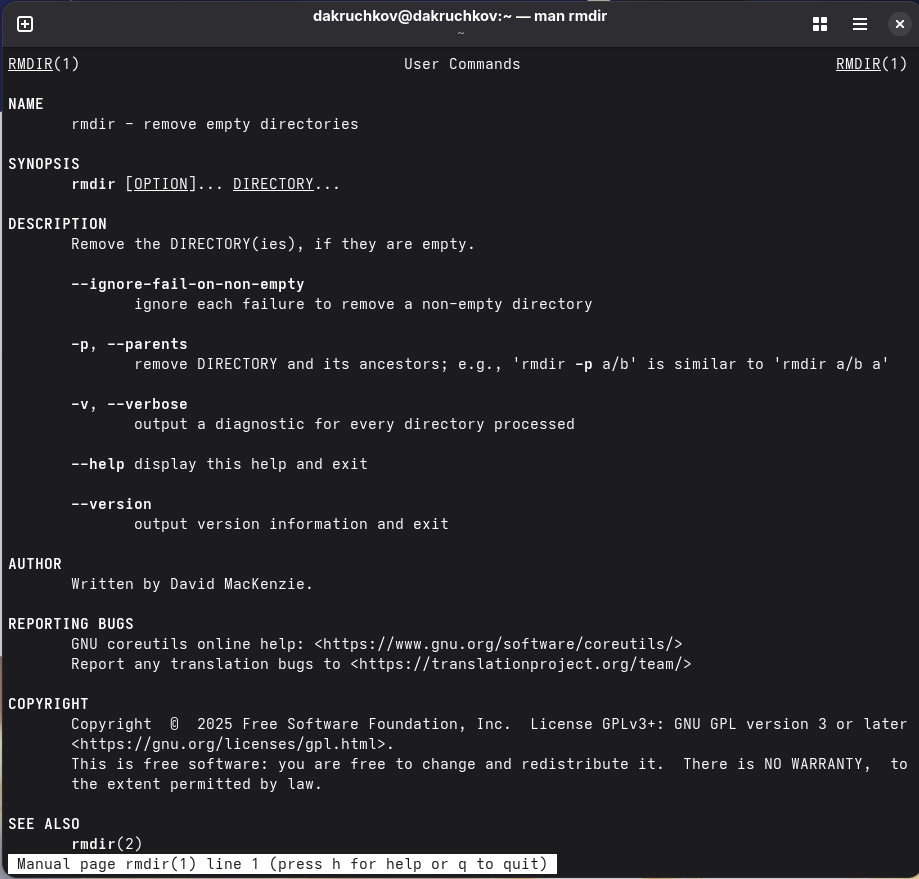 dakruchkov@dakruchkov:~ — man rmdir
~
RMDIR(1) User Commands RMDIR(1)
NAME
rmdir - remove empty directories
SYNOPSIS
rmdir [OPTION]... DIRECTORY...
DESCRIPTION
Remove the DIRECTORY(ies), if they are empty.
--ignore-fail-on-non-empty
ignore each failure to remove a non-empty directory
-p, --parents
remove DIRECTORY and its ancestors; e.g., 'rmdir -p a/b' is similar to 'rmdir a/b a'
-v, --verbose
output a diagnostic for every directory processed
--help display this help and exit
--version
output version information and exit
AUTHOR
Written by David MacKenzie.
REPORTING BUGS
GNU coreutils online help: <https://www.gnu.org/software/coreutils/>
Report any translation bugs to <https://translationproject.org/team/>
COPYRIGHT
Copyright © 2025 Free Software Foundation, Inc. License GPLv3+: GNU GPL version 3 or later
<https://gnu.org/licenses/gpl.html>.
This is free software: you are free to change and redistribute it. There is NO WARRANTY, to
the extent permitted by law.
SEE ALSO
rmdir(2)
Manual page rmdir(1) line 1 (press h for help or q to quit)